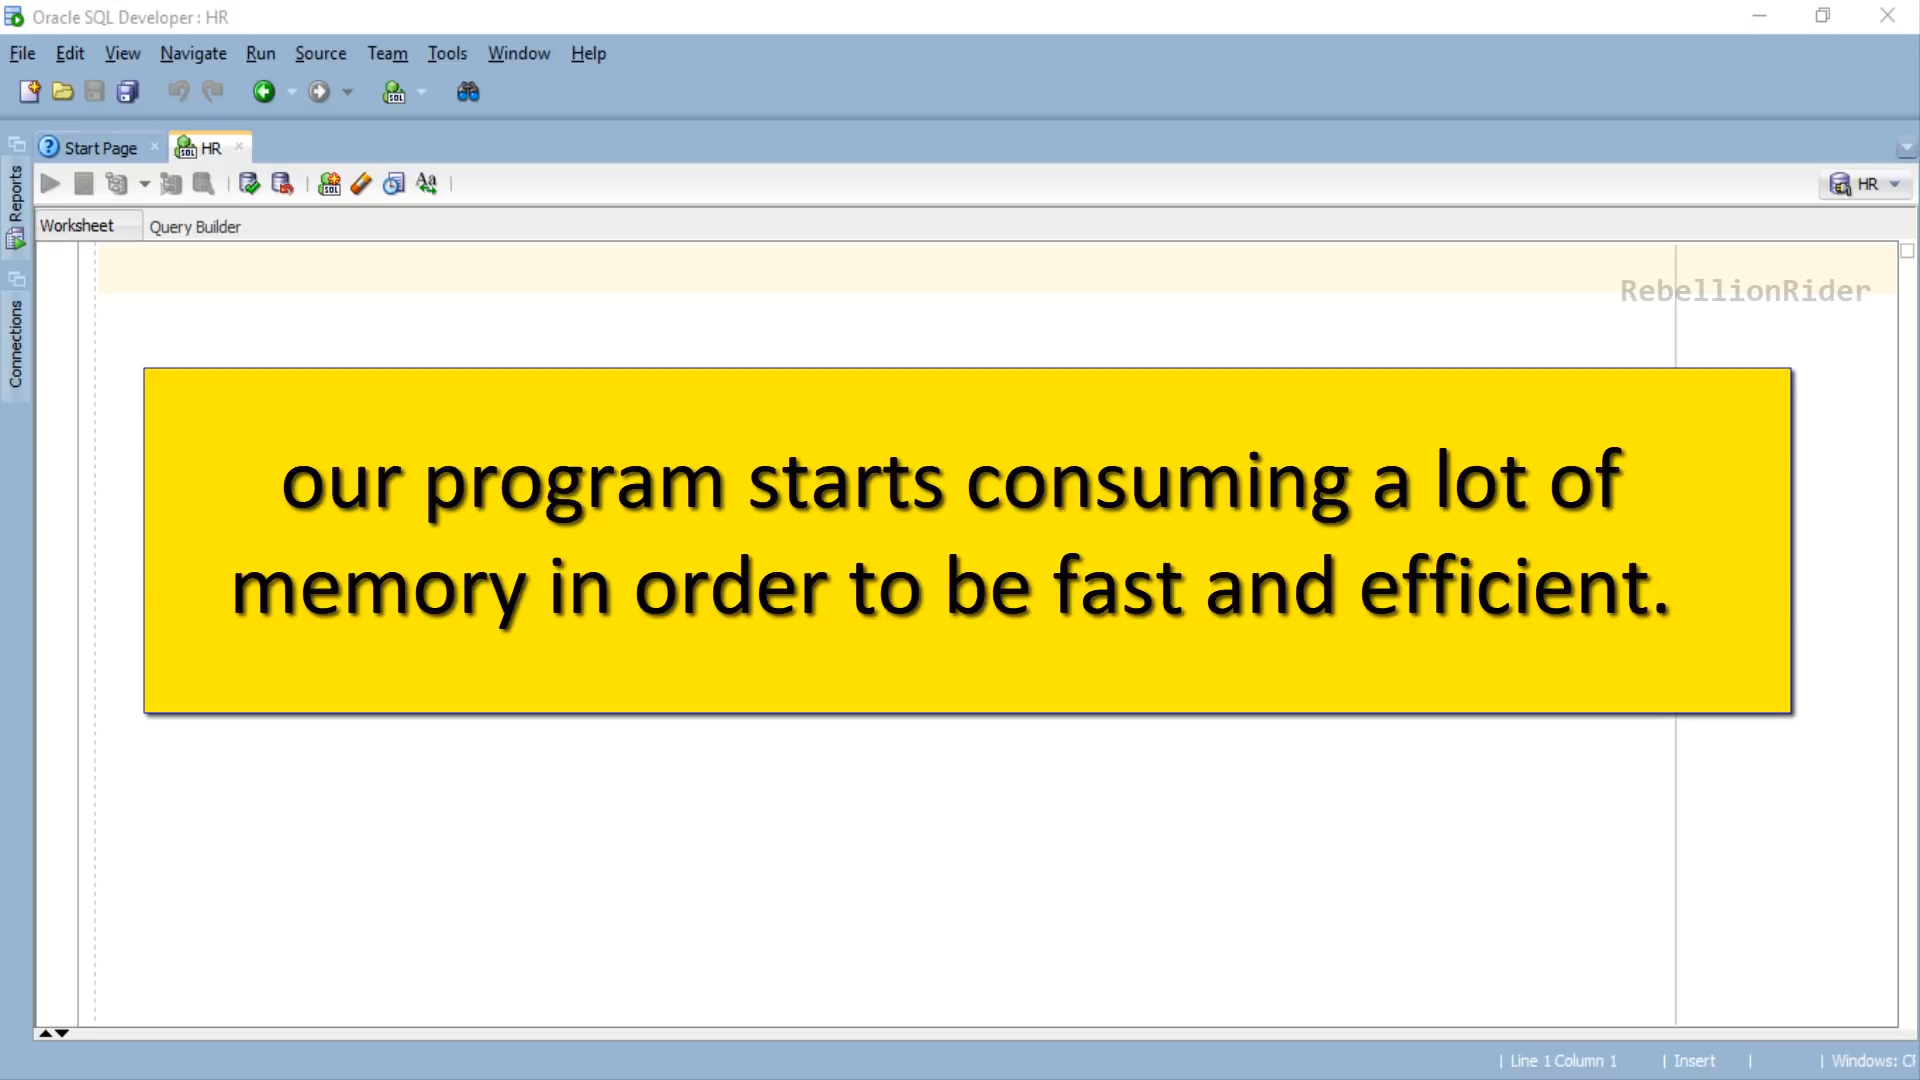 Oracle SQL Developer : HR
File Edit View Navigate Run Source Team Tools Window Help
Start Page HR
HR
Worksheet Query Builder
Reports
Connections
RebellionRider
our program starts consuming a lot of
memory in order to be fast and efficient.
| Line 1 Column 1 | Insert | | Windows: CR